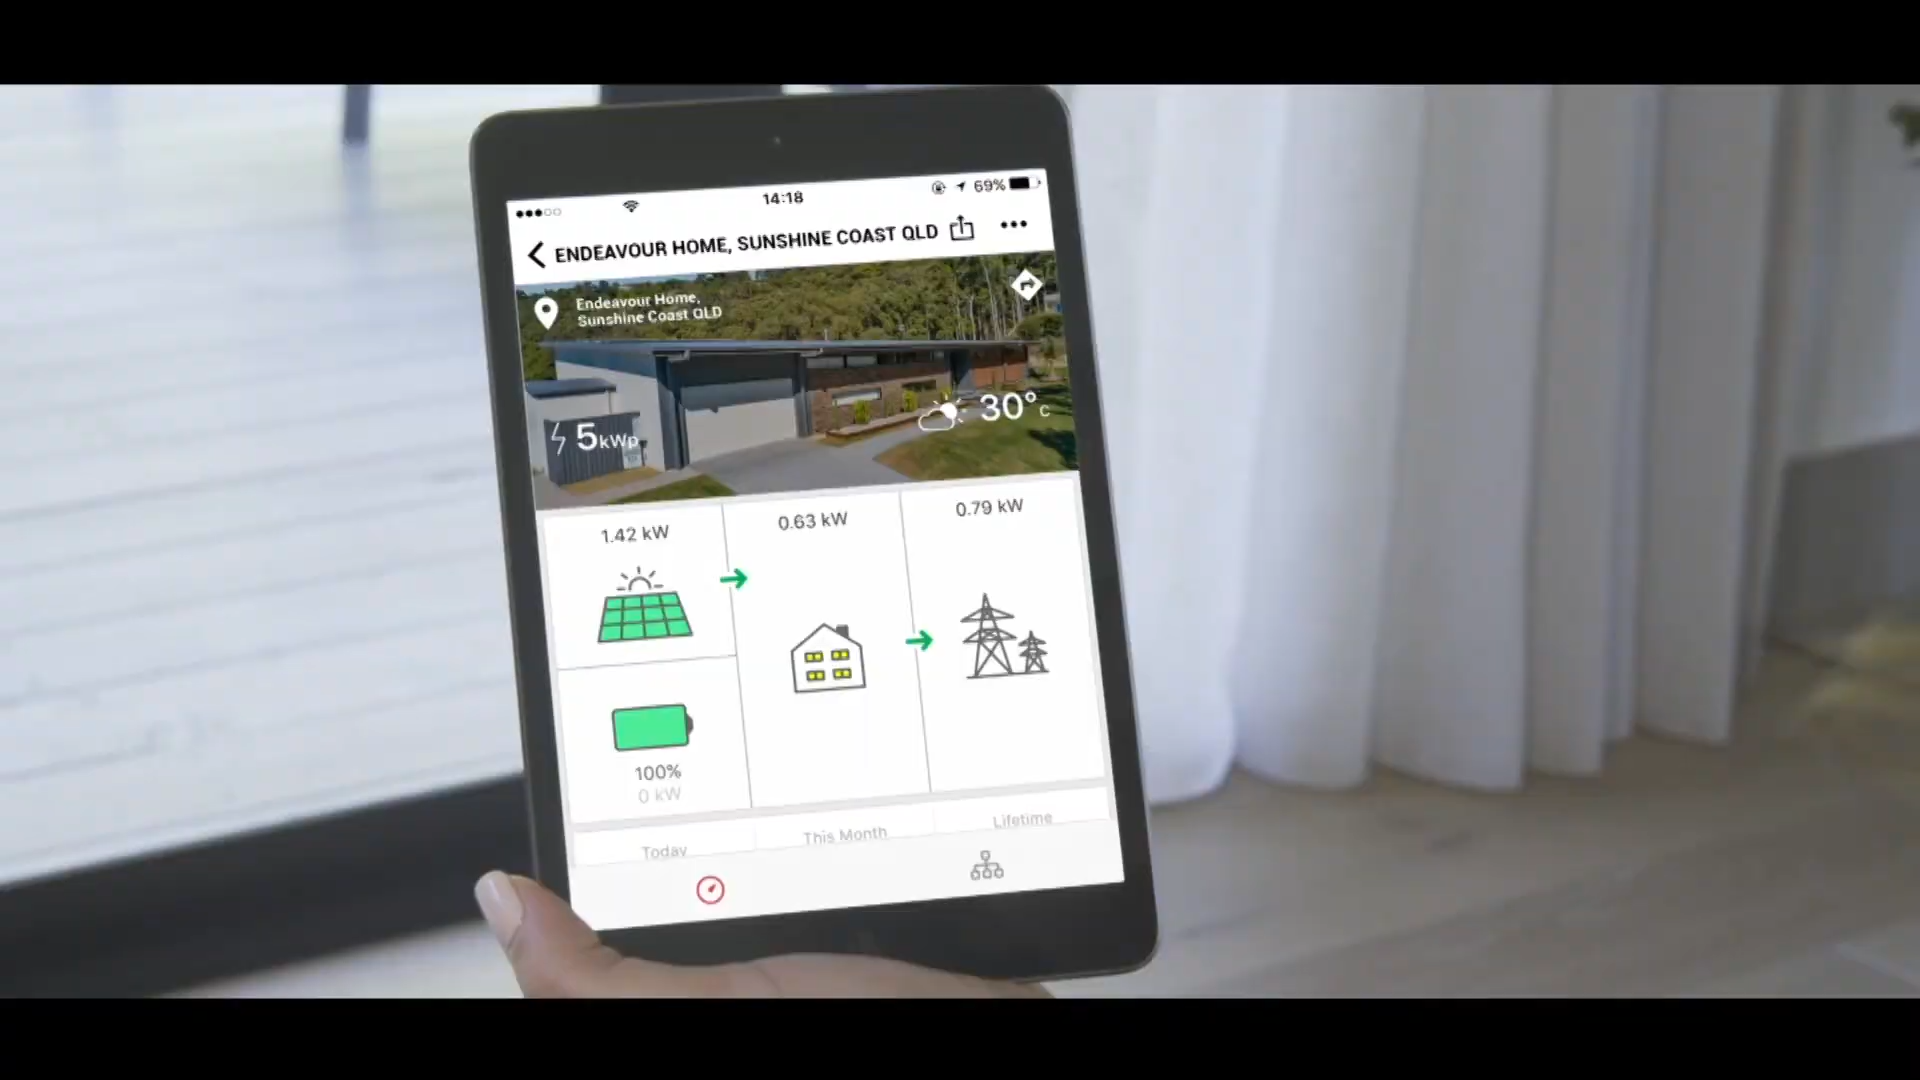 14:18
69%
ENDEAVOUR HOME, SUNSHINE COAST QLD
Endeavour Home,
Sunshine Coast QLD
5kWp
30°C
1.42 kW
0.63 kW
0.79 kW
100%
0 kW
Today
This Month
Lifetime